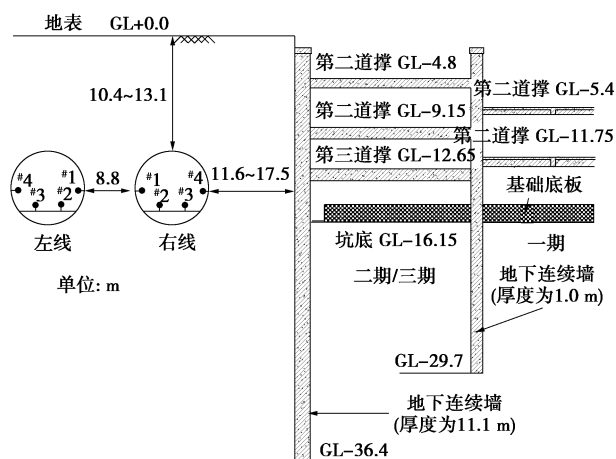 地表 GL+0.0
第二道撑 GL-4.8
第二道撑 GL-5.4
10.4~13.1
第二道撑 GL-9.15
第二道撑 GL-11.75
第三道撑 GL-12.65
#4 #1
#3 #2
8.8
#1 #4
#2 #3
11.6~17.5
基础底板
左线
右线
坑底 GL-16.15
一期
单位: m
二期/三期
地下连续墙
(厚度为1.0 m)
GL-29.7
地下连续墙
(厚度为11.1 m)
GL-36.4